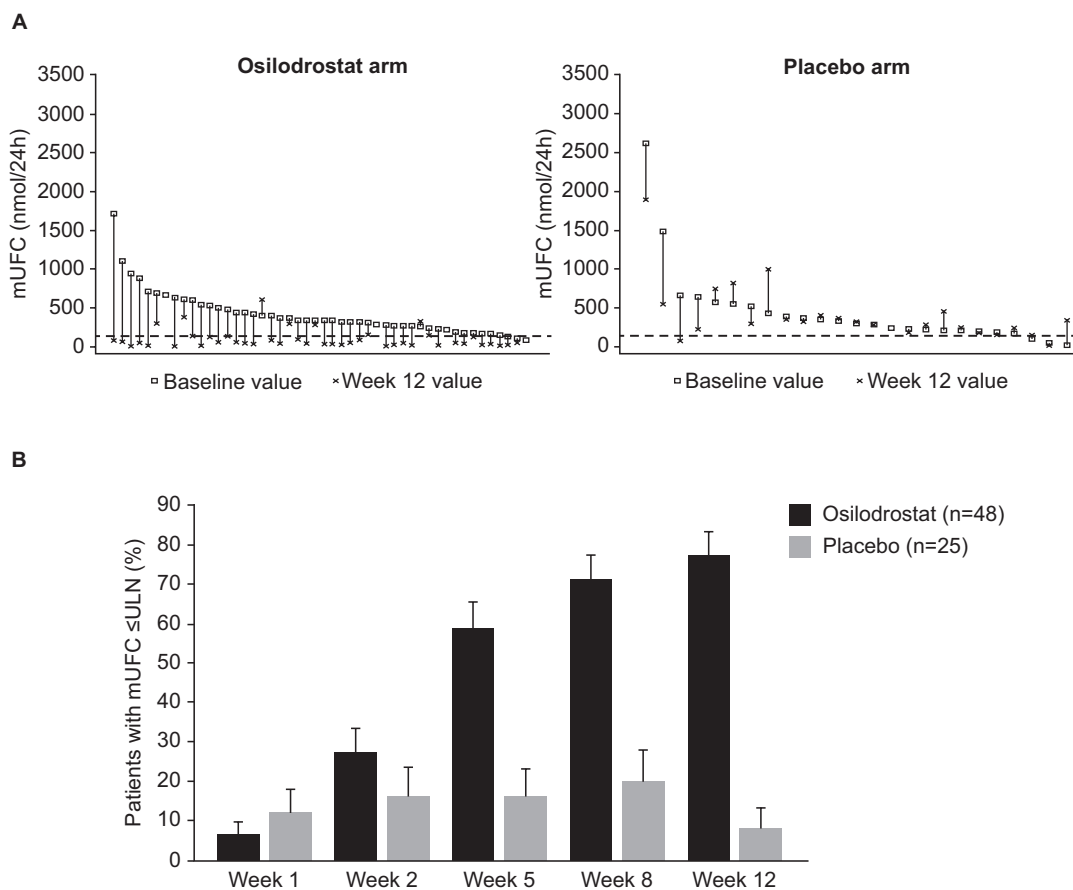 A
Osilodrostat arm
mUFC (nmol/24h)
3500
3000
2500
2000
1500
1000
500
0
Baseline value
Week 12 value
Placebo arm
mUFC (nmol/24h)
3500
3000
2500
2000
1500
1000
500
0
Baseline value
Week 12 value
B
Patients with mUFC ≤ULN (%)
90
80
70
60
50
40
30
20
10
0
Week 1
Week 2
Week 5
Week 8
Week 12
Osilodrostat (n=48)
Placebo (n=25)